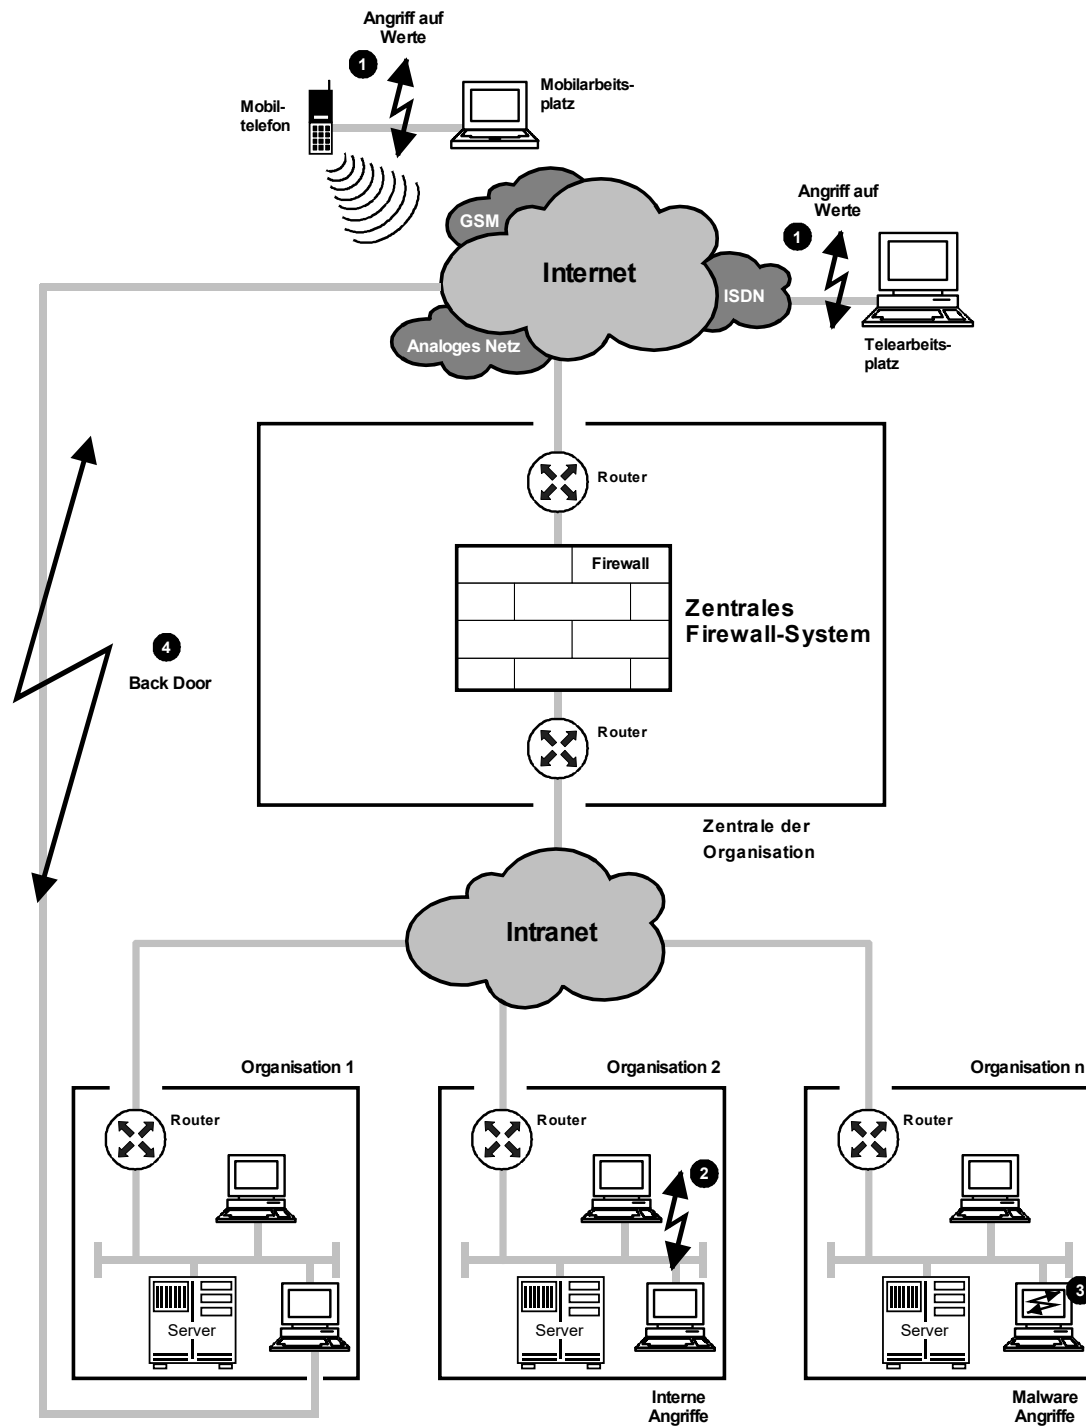 Angriff auf
Werte
1
Mobilarbeits-
platz
Mobil-
telefon
GSM
Angriff auf
Werte
1
Internet
ISDN
Analoges Netz
Telearbeits-
platz
Router
Firewall
Zentrales
Firewall-System
4
Back Door
Router
Zentrale der
Organisation
Intranet
Organisation 1
Organisation 2
Organisation n
Router
Router
Router
2
3
Server
Server
Server
Interne
Angriffe
Malware
Angriffe